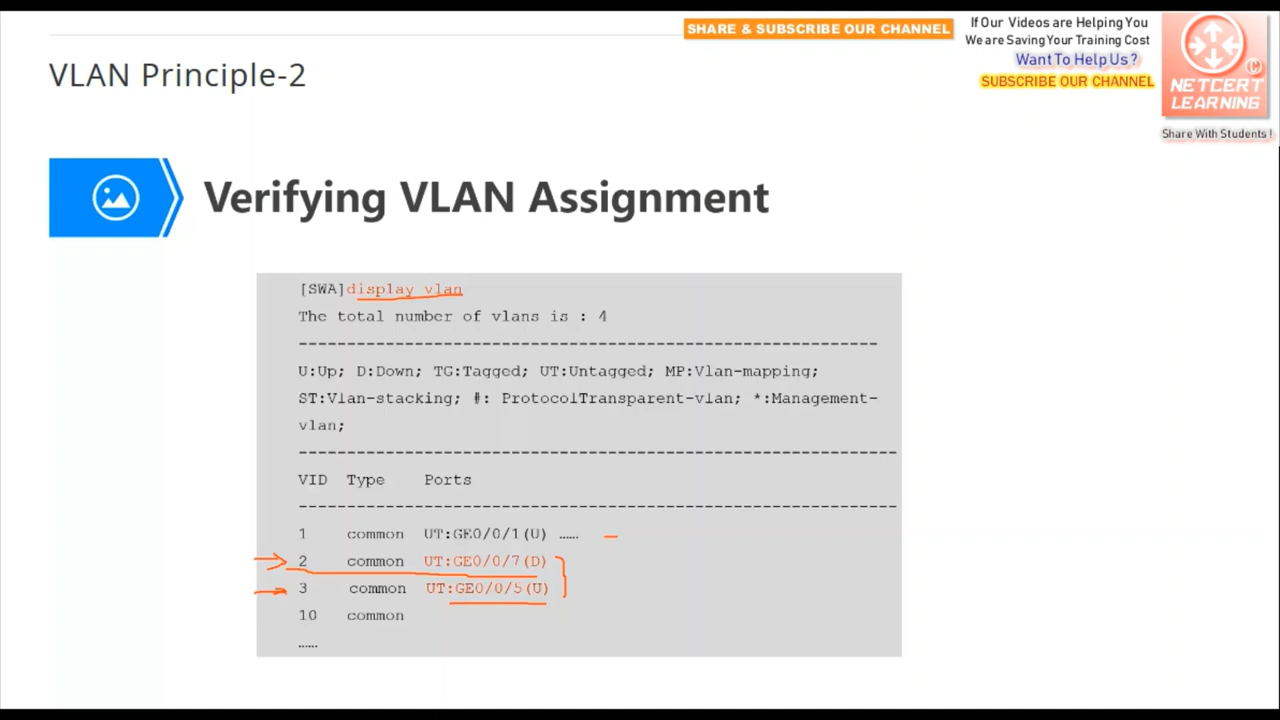 SHARE & SUBSCRIBE OUR CHANNEL
If Our Videos are Helping You
We are Saving Your Training Cost
Want To Help Us ?
SUBSCRIBE OUR CHANNEL
NETCERT
LEARNING
©
Share With Students !
VLAN Principle-2
Verifying VLAN Assignment
[SWA]display vlan
The total number of vlans is : 4
------------------------------------------------------------
U:Up; D:Down; TG:Tagged; UT:Untagged; MP:Vlan-mapping;
ST:Vlan-stacking; #: ProtocolTransparent-vlan; *:Management-
vlan;
--------------------------------------------------------------
VID Type Ports
--------------------------------------------------------------
1 common UT:GE0/0/1(U) ……
2 common UT:GE0/0/7(D)
3 common UT:GE0/0/5(U)
10 common
……